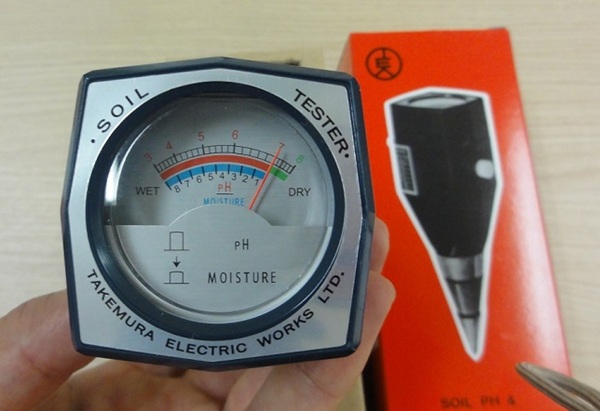 · SOIL TESTER ·
3 4 5 6 7 8
WET 8 7 6 5 4 3 2 1 DRY
PH
MOISTURE
PH
MOISTURE
TAKEMURA ELECTRIC WORKS LTD.
SOIL PH 4